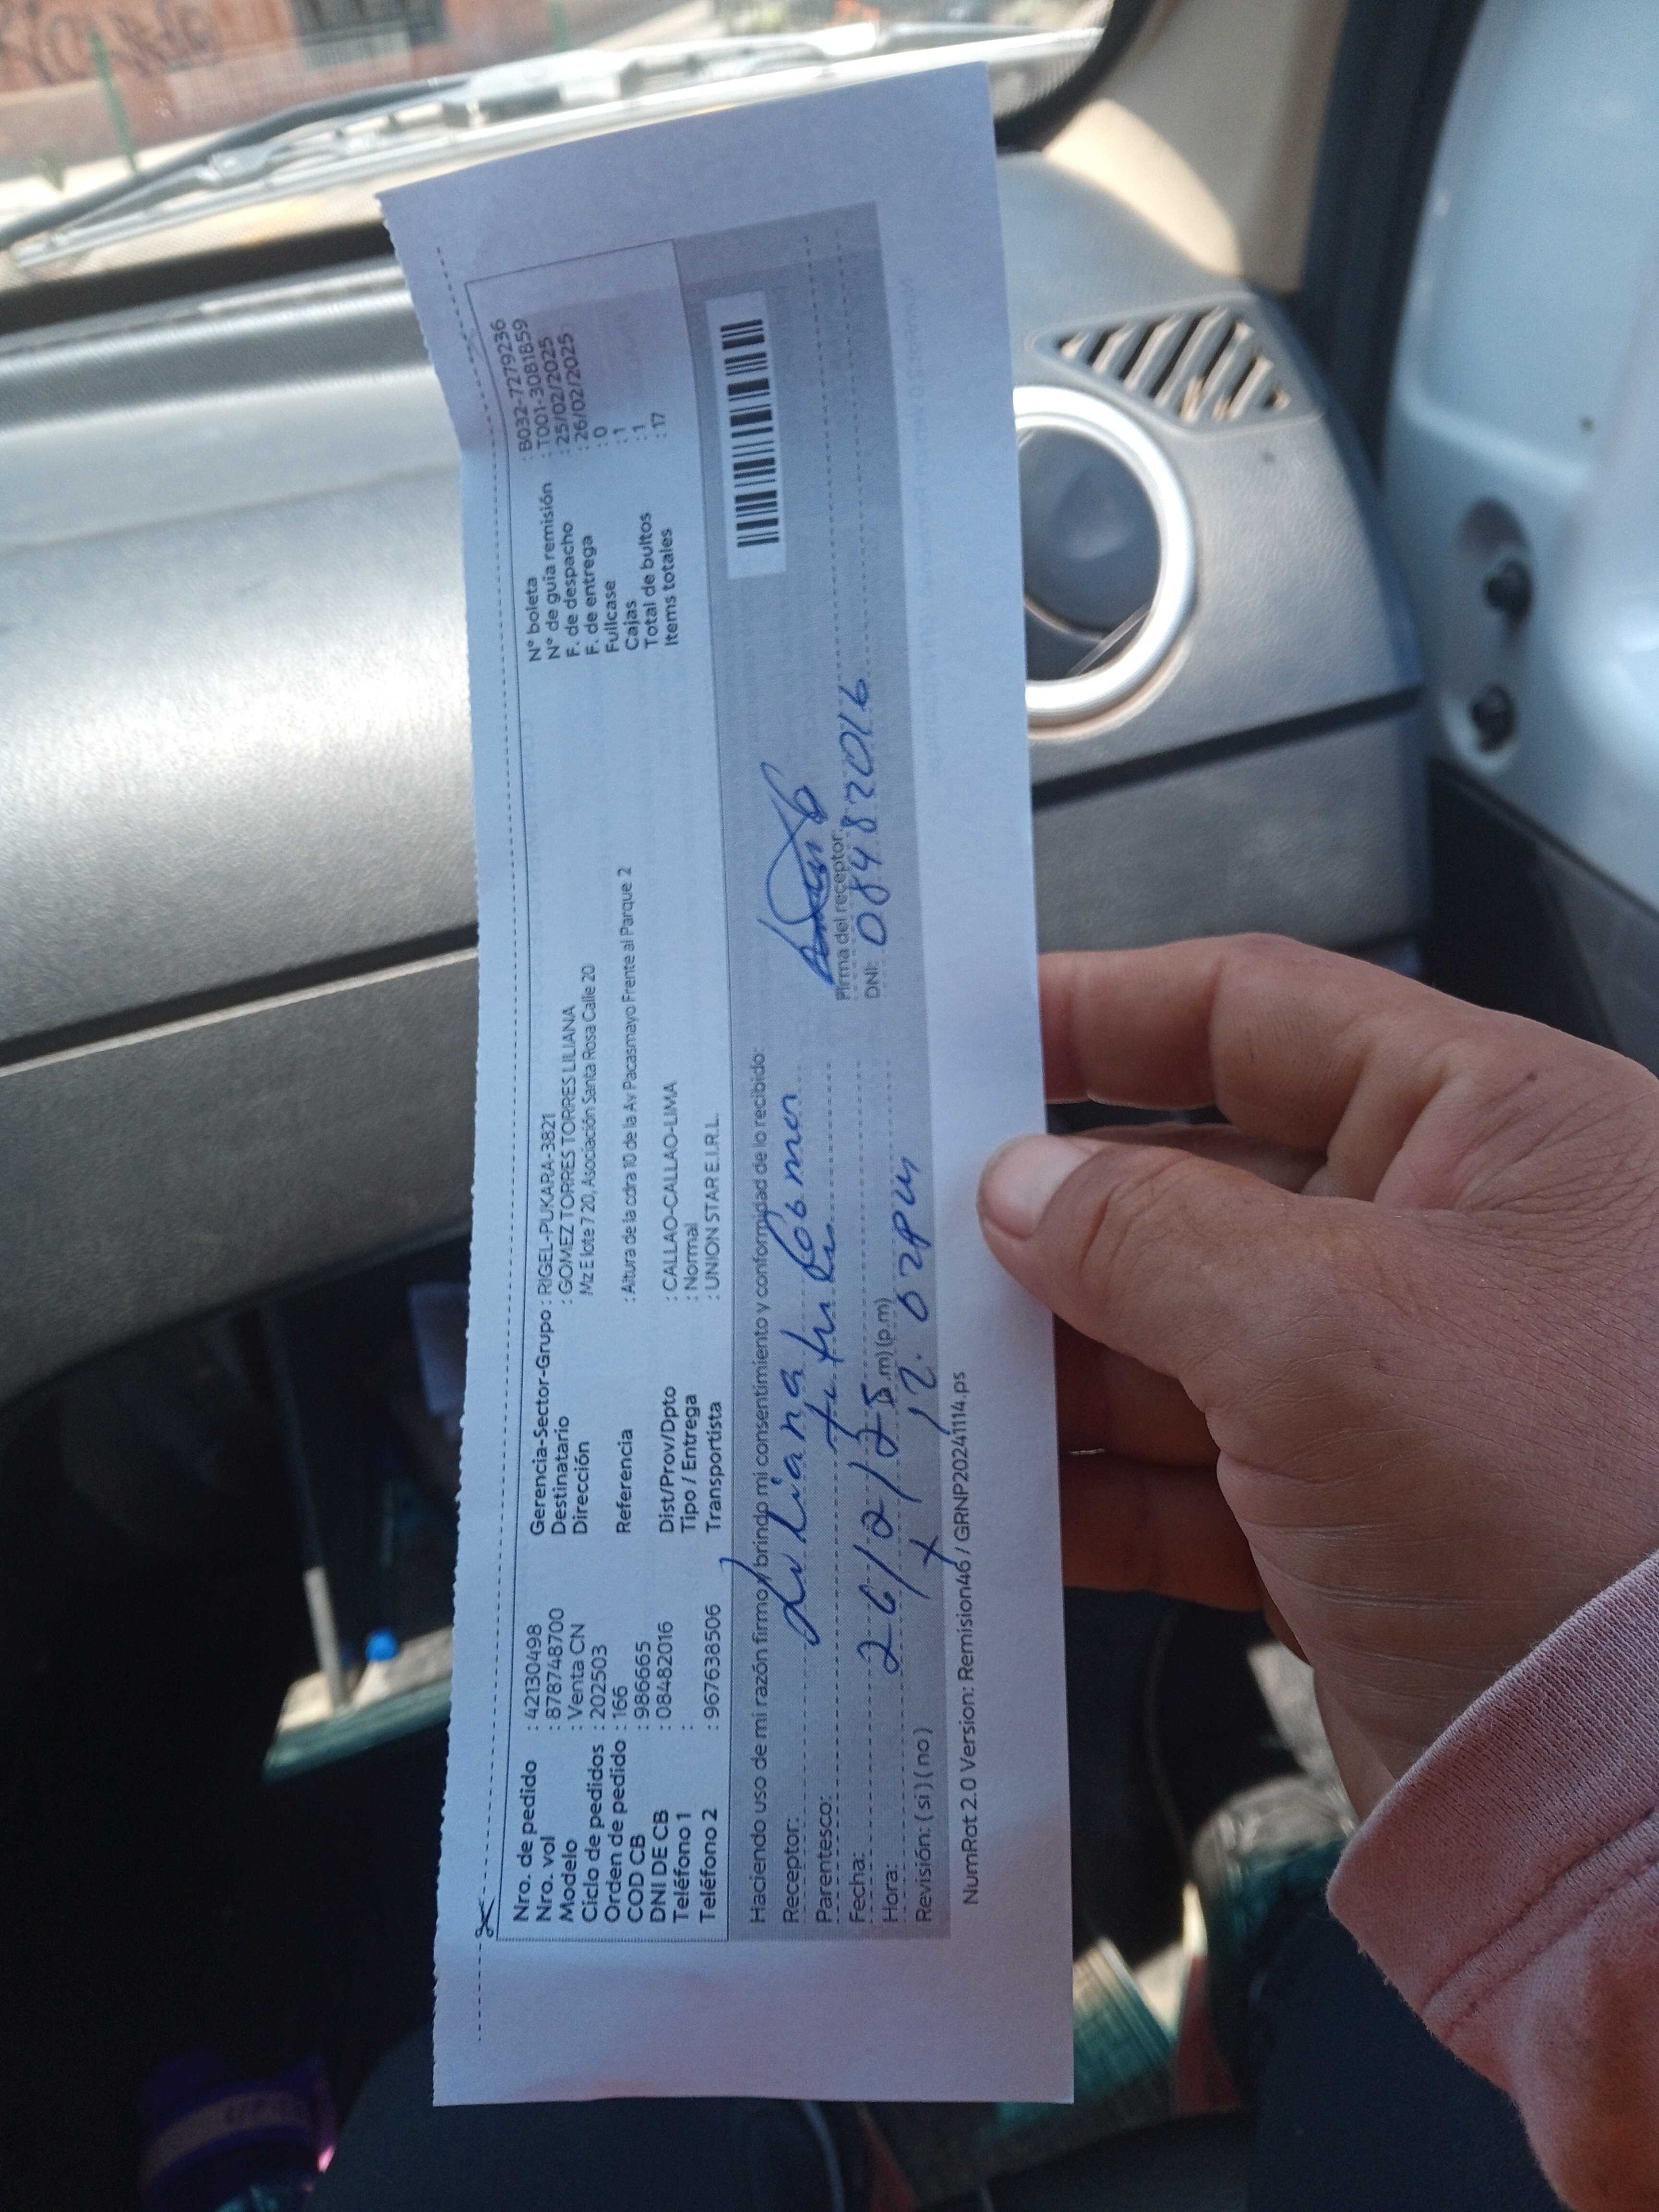 Nro. de pedido : 42130498
Nro. vol : 878748700
Modelo : Venta CN
Ciclo de pedidos : 202503
Orden de pedido : 166
COD CB : 986665
DNI DE CB : 08482016
Teléfono 1 :
Teléfono 2 : 967638506
Gerencia-Sector-Grupo : RIGEL-PUKARA-3821
Destinatario : GOMEZ TORRES TORRES LILIANA
Dirección Mz E lote 7 20, Asociación Santa Rosa Calle 20
Referencia : Altura de la cdra 10 de la Av Pacasmayo Frente al Parque 2
Dist/Prov/Dpto : CALLAO-CALLAO-LIMA
Tipo / Entrega : Normal
Transportista : UNION STAR E.I.R.L.
N° boleta : B032-7279236
N° de guía remisión : T001-3081859
F. de despacho : 25/02/2025
F. de entrega : 26/02/2025
Fullcase : 0
Cajas : 1
Total de bultos : 1
Items totales : 17
Haciendo uso de mi razón firmo y brindo mi consentimiento y conformidad de lo recibido:
Receptor: Liliana
Parentesco:
Fecha: 26/2/25
Hora: (a.m) (p.m) 12.02pm
Revisión: ( si ) ( no ) x
Firma del receptor:
DNI: 08482016
NumRot 2.0 Version: Remision46 / GRNP20241114.ps